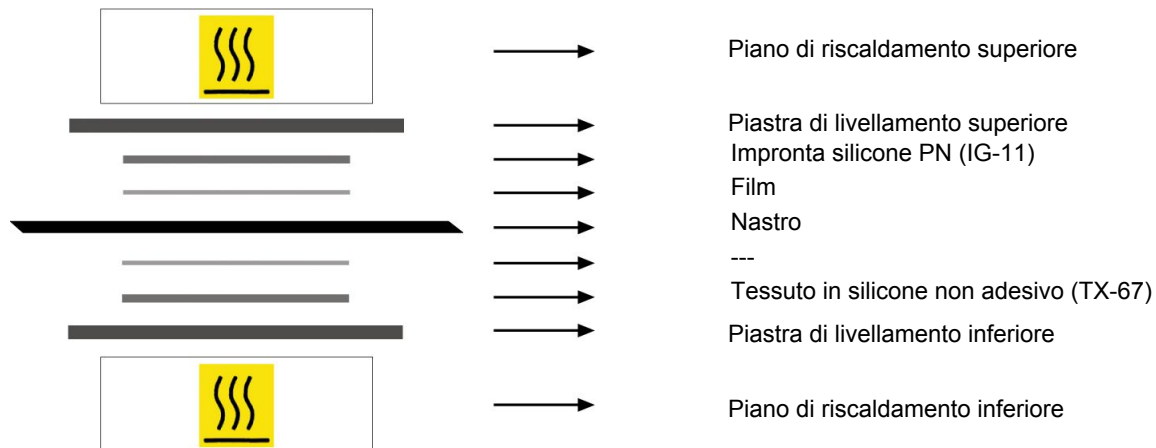 Piano di riscaldamento superiore
Piastra di livellamento superiore
Impronta silicone PN (IG-11)
Film
Nastro
---
Tessuto in silicone non adesivo (TX-67)
Piastra di livellamento inferiore
Piano di riscaldamento inferiore